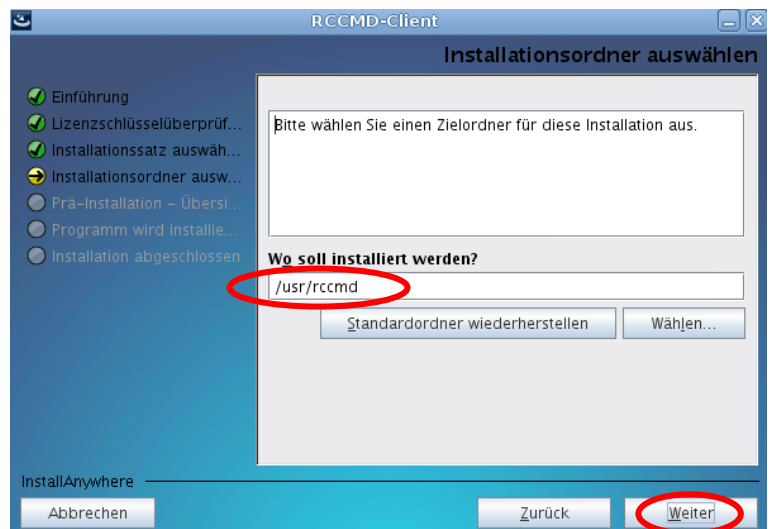 RCCMD-Client
Installationsordner auswählen
Einführung
Lizenzschlüsselüberprüf...
Installationssatz auswäh...
Installationsordner ausw...
Prä-Installation - Übersi...
Programm wird installie...
Installation abgeschlossen
Bitte wählen Sie einen Zielordner für diese Installation aus.
Wo soll installiert werden?
/usr/rccmd
Standardordner wiederherstellen
Wählen...
InstallAnywhere
Abbrechen
Zurück
Weiter